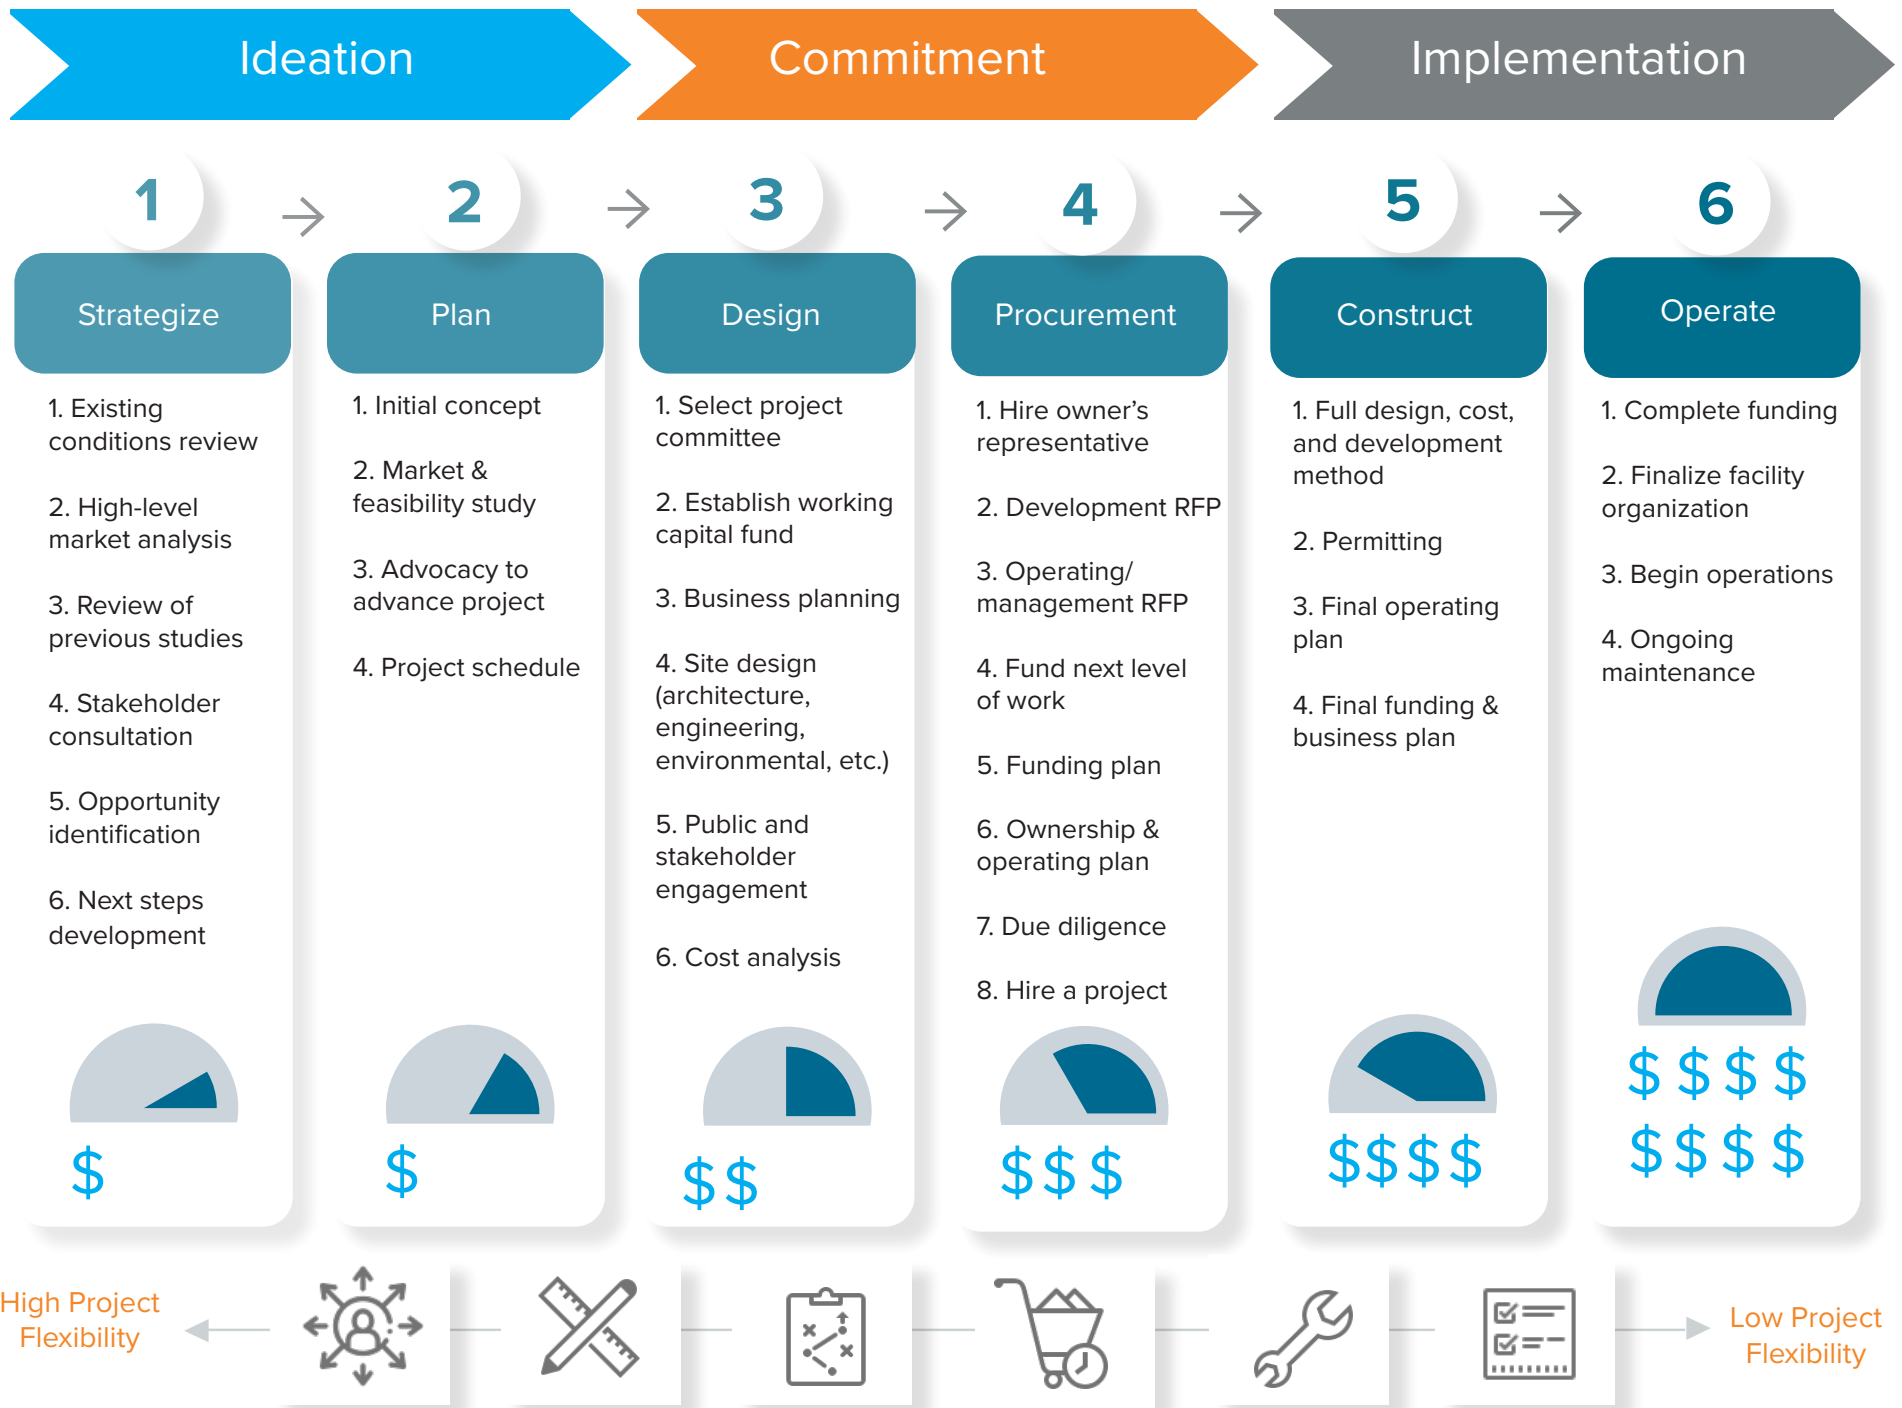 Ideation
Commitment
Implementation
1
2
3
4
5
6
Strategize
1. Existing
conditions review
2. High-level
market analysis
3. Review of
previous studies
4. Stakeholder
consultation
5. Opportunity
identification
6. Next steps
development
$
Plan
1. Initial concept
2. Market &
feasibility study
3. Advocacy to
advance project
4. Project schedule
$
Design
1. Select project
committee
2. Establish working
capital fund
3. Business planning
4. Site design
(architecture,
engineering,
environmental, etc.)
5. Public and
stakeholder
engagement
6. Cost analysis
$$
Procurement
1. Hire owner’s
representative
2. Development RFP
3. Operating/
management RFP
4. Fund next level
of work
5. Funding plan
6. Ownership &
operating plan
7. Due diligence
8. Hire a project
$$$
Construct
1. Full design, cost,
and development
method
2. Permitting
3. Final operating
plan
4. Final funding &
business plan
$$$$
Operate
1. Complete funding
2. Finalize facility
organization
3. Begin operations
4. Ongoing
maintenance
$ $ $ $
$ $ $ $
High Project
Flexibility
Low Project
Flexibility